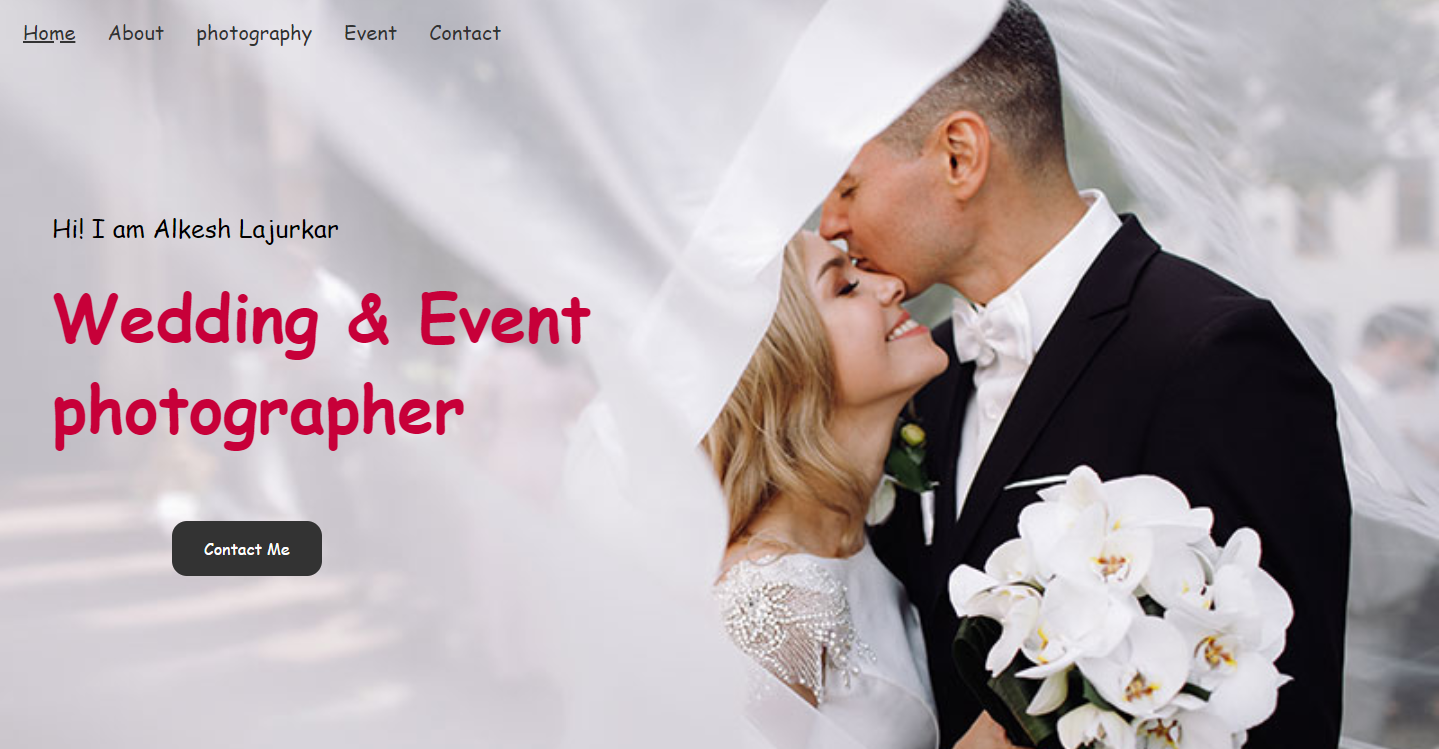 Home About photography Event Contact
Hi! I am Alkesh Lajurkar
Wedding & Event
photographer
Contact Me